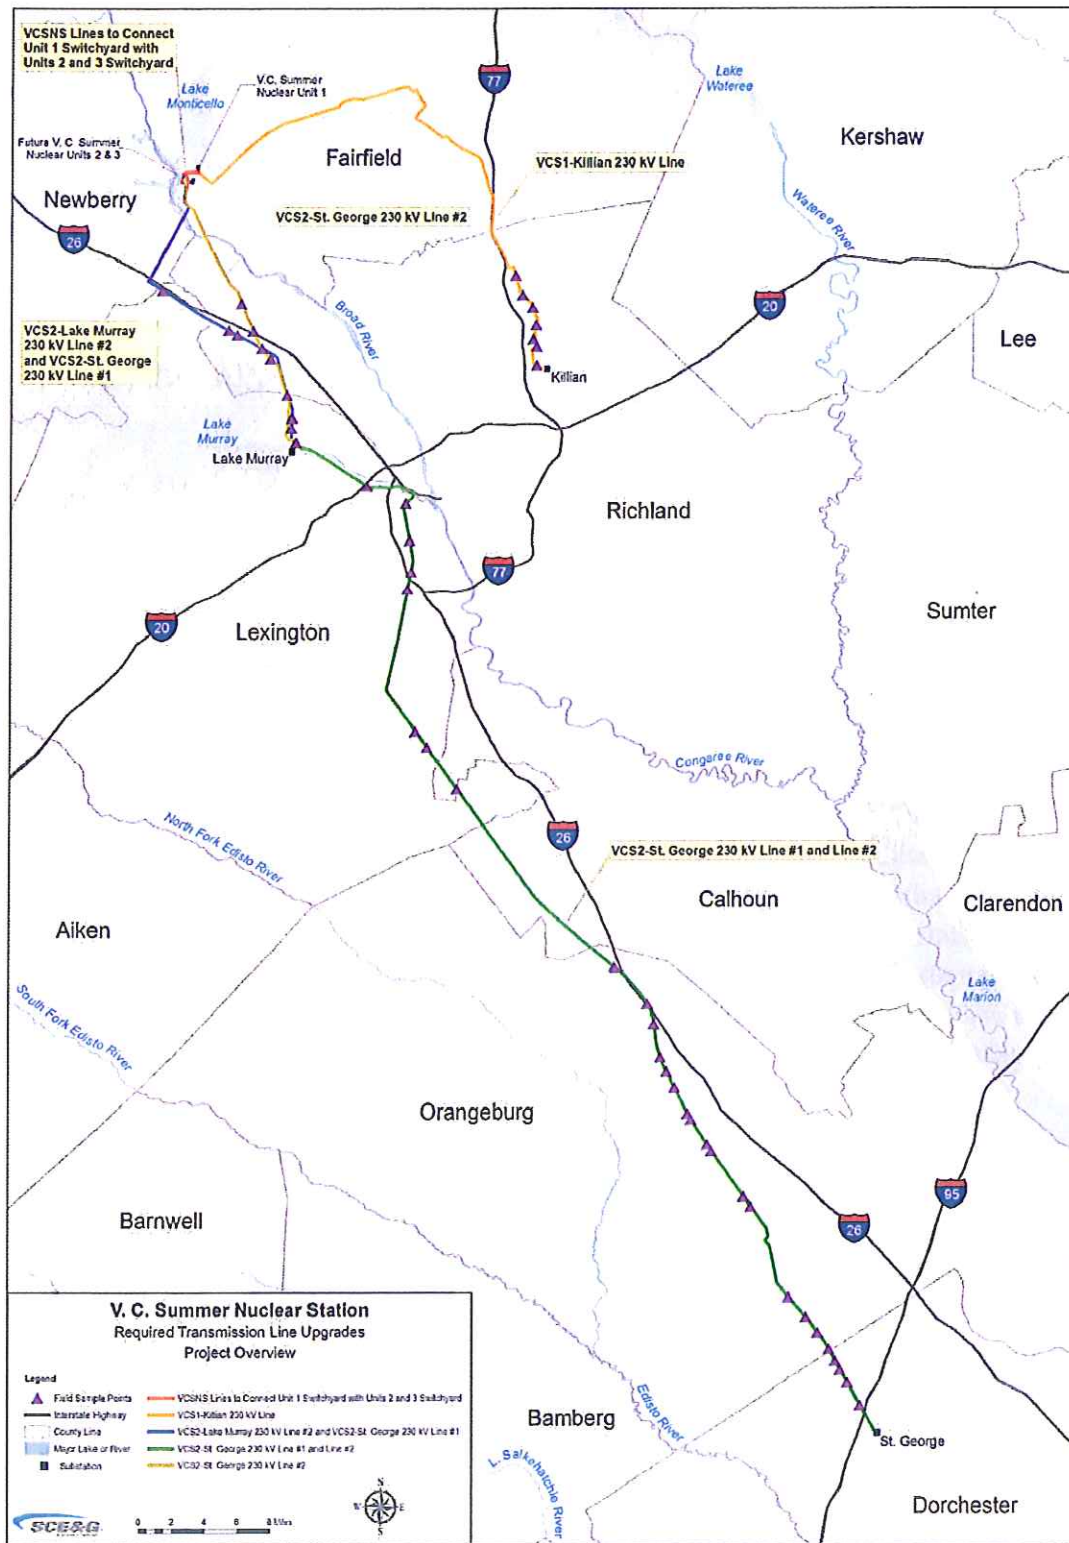 VCSNS Lines to Connect
Unit 1 Switchyard with
Units 2 and 3 Switchyard
Lake
Monticello
V.C. Summer
Nuclear Unit 1
77
Lake
Wateree
Kershaw
Future V. C. Summer
Nuclear Units 2 & 3
Fairfield
VCS1-Killian 230 kV Line
Newberry
VCS2-St. George 230 kV Line #2
Wateree River
26
20
Broad River
VCS2-Lake Murray
230 kV Line #2
and VCS2-St. George
230 kV Line #1
Lee
Killian
Lake
Murray
Lake Murray
Richland
77
20
Lexington
Sumter
Congaree River
North Fork Edisto River
26
VCS2-St. George 230 kV Line #1 and Line #2
Calhoun
Clarendon
Aiken
Lake
Marion
South Fork Edisto River
Orangeburg
95
Barnwell
26
V. C. Summer Nuclear Station
Required Transmission Line Upgrades
Project Overview
Legend
Field Sample Points
Interstate Highway
County Line
Major Lake or River
Substation
VCSNS Lines to Connect Unit 1 Switchyard with Units 2 and 3 Switchyard
VCS1-Killian 230 kV Line
VCS2-Lake Murray 230 kV Line #2 and VCS2-St. George 230 kV Line #1
VCS2-St. George 230 kV Line #1 and Line #2
VCS2-St. George 230 kV Line #2
Bamberg
Edisto River
St. George
L. Salkehatchie River
Dorchester
SCE&G
0 2 4 6 8 Miles
S
W E
S